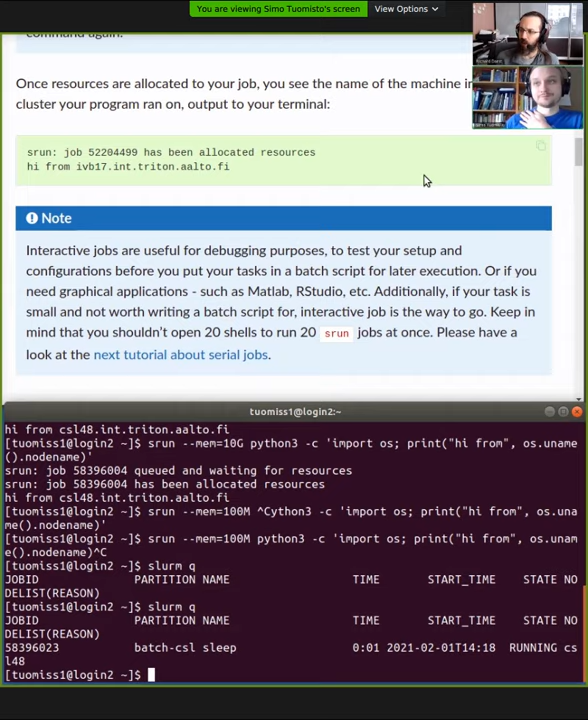 You are viewing Simo Tuomisto's screen
View Options
command again.
Once resources are allocated to your job, you see the name of the machine in
cluster your program ran on, output to your terminal:
srun: job 52204499 has been allocated resources
hi from ivb17.int.triton.aalto.fi
Note
Interactive jobs are useful for debugging purposes, to test your setup and
configurations before you put your tasks in a batch script for later execution. Or if you
need graphical applications - such as Matlab, RStudio, etc. Additionally, if your task is
small and not worth writing a batch script for, interactive job is the way to go. Keep in
mind that you shouldn't open 20 shells to run 20 srun jobs at once. Please have a
look at the next tutorial about serial jobs.
tuomiss1@login2:~
hi from csl48.int.triton.aalto.fi
[tuomiss1@login2 ~]$ srun --mem=10G python3 -c 'import os; print("hi from", os.uname
().nodename)'
srun: job 58396004 queued and waiting for resources
srun: job 58396004 has been allocated resources
hi from csl48.int.triton.aalto.fi
[tuomiss1@login2 ~]$ srun --mem=100M ^Cython3 -c 'import os; print("hi from", os.una
me().nodename)'
[tuomiss1@login2 ~]$ srun --mem=100M python3 -c 'import os; print("hi from", os.unam
e().nodename)^C
[tuomiss1@login2 ~]$ slurm q
JOBID PARTITION NAME TIME START_TIME STATE NO
DELIST(REASON)
[tuomiss1@login2 ~]$ slurm q
JOBID PARTITION NAME TIME START_TIME STATE NO
DELIST(REASON)
58396023 batch-csl sleep 0:01 2021-02-01T14:18 RUNNING cs
l48
[tuomiss1@login2 ~]$